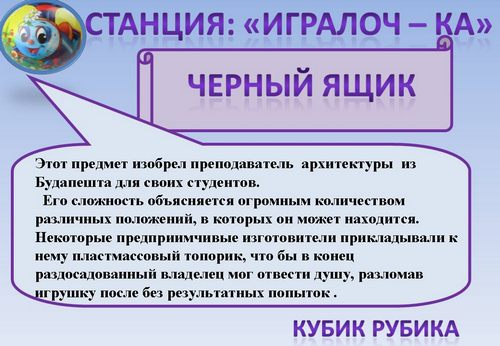 СТАНЦИЯ: «ИГРАЛОЧ – КА»
ЧЕРНЫЙ ЯЩИК
Этот предмет изобрел преподаватель архитектуры из
Будапешта для своих студентов.
Его сложность объясняется огромным количеством
различных положений, в которых он может находится.
Некоторые предприимчивые изготовители прикладывали к
нему пластмассовый топорик, что бы в конец
раздосадованный владелец мог отвести душу, разломав
игрушку после без результатных попыток .
КУБИК РУБИКА